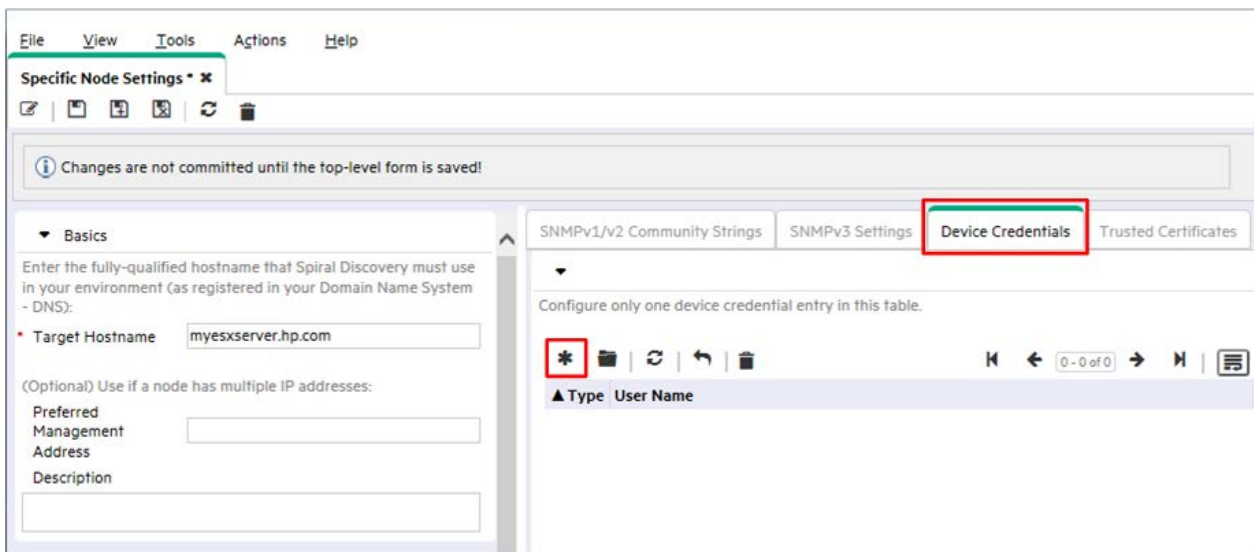 File View Tools Actions Help
Specific Node Settings *
Changes are not committed until the top-level form is saved!
Basics
Enter the fully-qualified hostname that Spiral Discovery must use
in your environment (as registered in your Domain Name System
- DNS):
* Target Hostname myesxserver.hp.com
(Optional) Use if a node has multiple IP addresses:
Preferred
Management
Address
Description
SNMPv1/v2 Community Strings SNMPv3 Settings Device Credentials Trusted Certificates
Configure only one device credential entry in this table.
0 - 0 of 0
▲ Type User Name